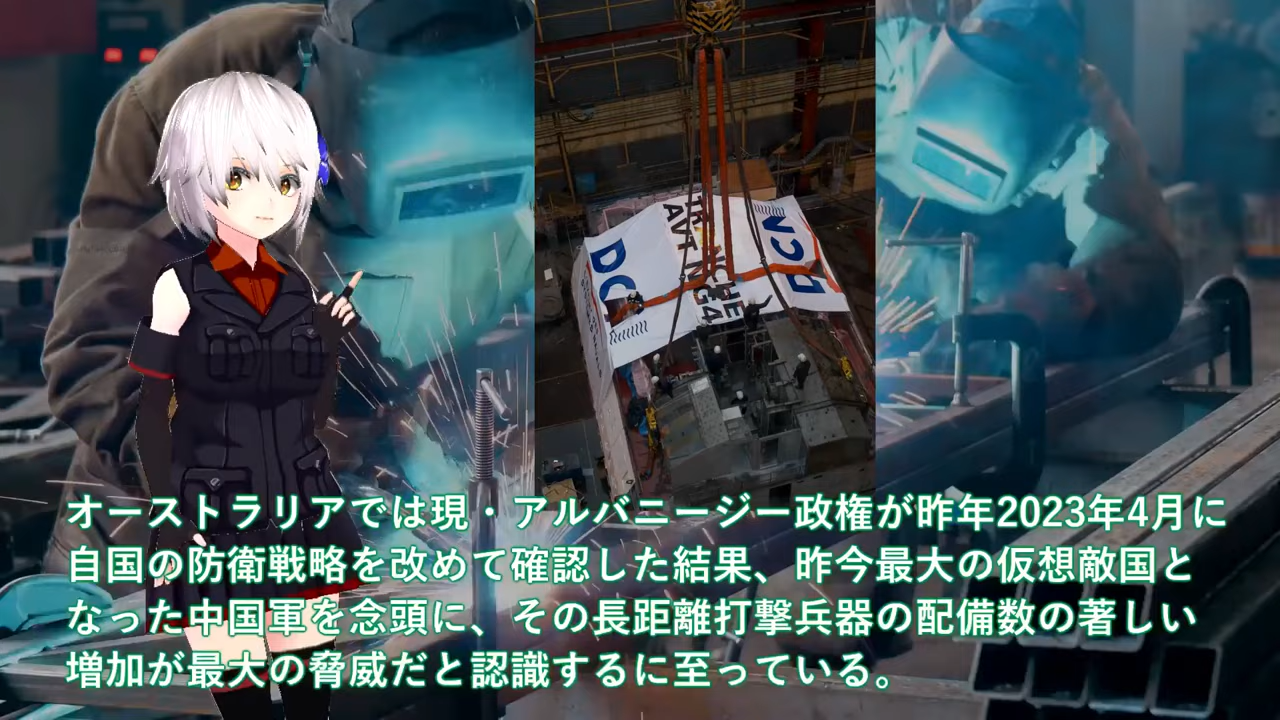 オーストラリアでは現・アルバニージー政権が昨年2023年4月に
自国の防衛戦略を改めて確認した結果、昨今最大の仮想敵国と
なった中国軍を念頭に、その長距離打撃兵器の配備数の著しい
増加が最大の脅威だと認識するに至っている。